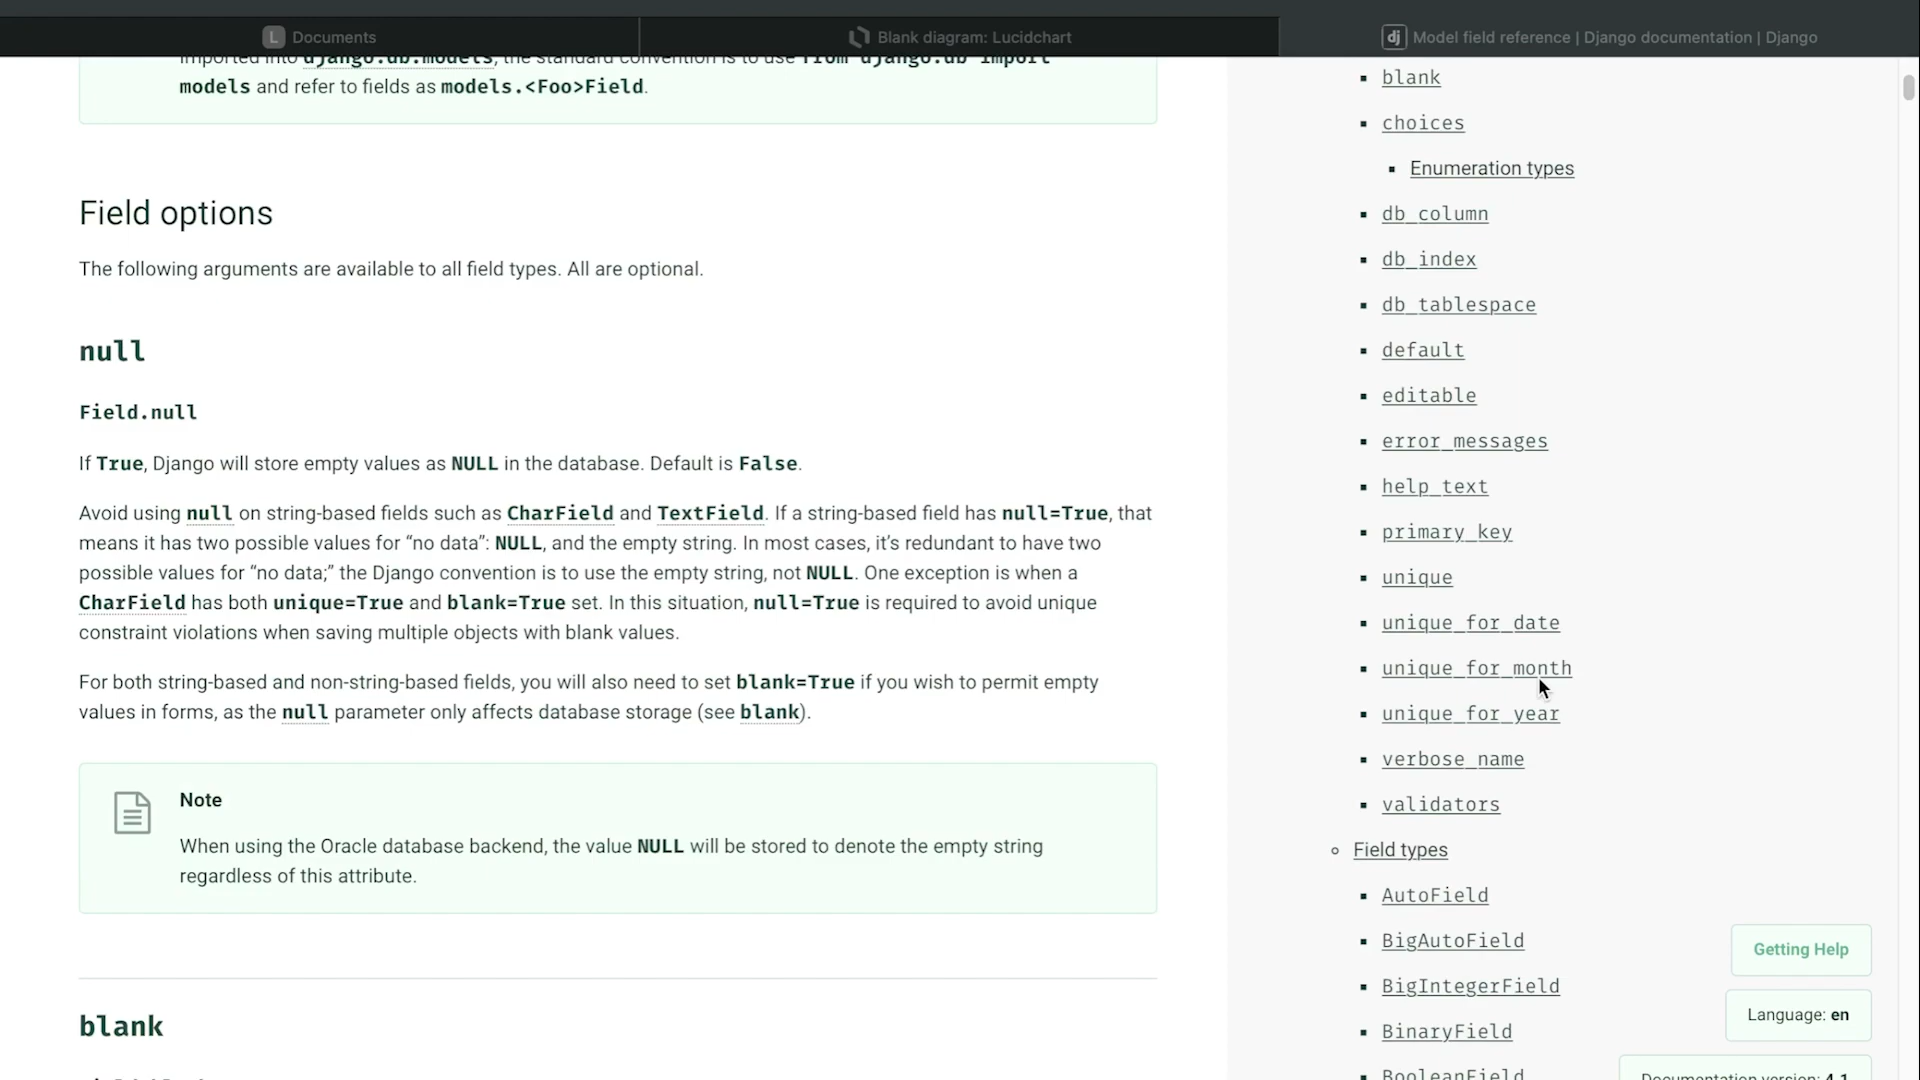 L Documents
Blank diagram: Lucidchart
dj Model field reference | Django documentation | Django
imported into django.db.models; the standard convention is to use from django.db import
models and refer to fields as models.<Foo>Field.
Field options
The following arguments are available to all field types. All are optional.
null
Field.null
If True, Django will store empty values as NULL in the database. Default is False.
Avoid using null on string-based fields such as CharField and TextField. If a string-based field has null=True, that
means it has two possible values for “no data”: NULL, and the empty string. In most cases, it’s redundant to have two
possible values for “no data;” the Django convention is to use the empty string, not NULL. One exception is when a
CharField has both unique=True and blank=True set. In this situation, null=True is required to avoid unique
constraint violations when saving multiple objects with blank values.
For both string-based and non-string-based fields, you will also need to set blank=True if you wish to permit empty
values in forms, as the null parameter only affects database storage (see blank).
Note
When using the Oracle database backend, the value NULL will be stored to denote the empty string
regardless of this attribute.
blank
blank
choices
Enumeration types
db_column
db_index
db_tablespace
default
editable
error_messages
help_text
primary_key
unique
unique_for_date
unique_for_month
unique_for_year
verbose_name
validators
Field types
AutoField
BigAutoField
BigIntegerField
BinaryField
BooleanField
Getting Help
Language: en
Documentation version: 4.1